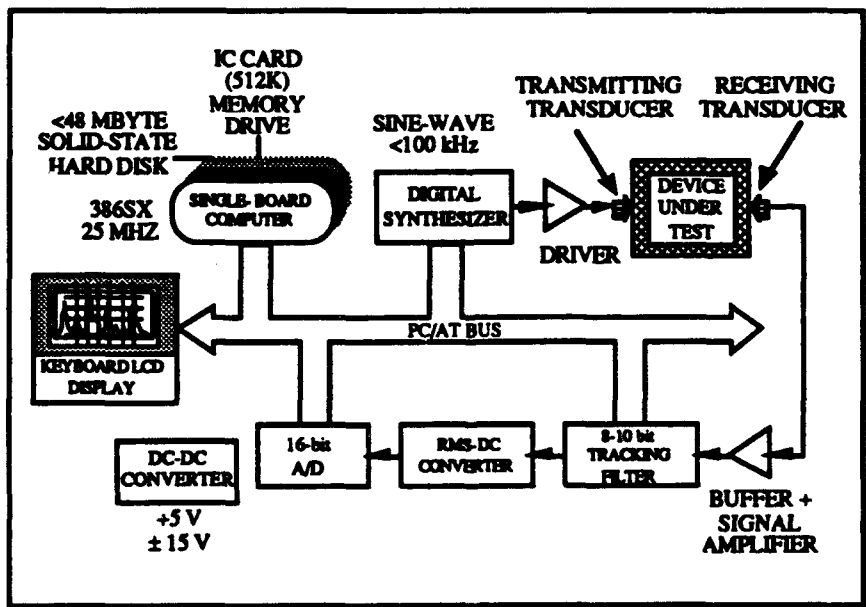 IC CARD
(512K)
MEMORY
DRIVE
<48 MBYTE
SOLID-STATE
HARD DISK
386SX
25 MHZ
SINGLE- BOARD
COMPUTER
SINE-WAVE
<100 kHz
DIGITAL
SYNTHESIZER
DRIVER
TRANSMITTING
TRANSDUCER
RECEIVING
TRANSDUCER
DEVICE
UNDER
TEST
PC/AT BUS
KEYBOARD LCD
DISPLAY
DC-DC
CONVERTER
+5 V
± 15 V
16-bit
A/D
RMS-DC
CONVERTER
8-10 bit
TRACKING
FILTER
BUFFER +
SIGNAL
AMPLIFIER